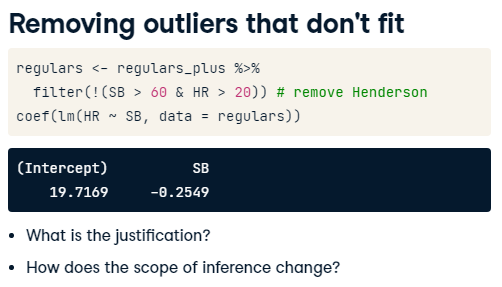 Removing outliers that don't fit
regulars <- regulars_plus %>%
filter(!(SB > 60 & HR > 20)) # remove Henderson
coef(lm(HR ~ SB, data = regulars))
(Intercept) SB
19.7169 -0.2549
• What is the justification?
• How does the scope of inference change?